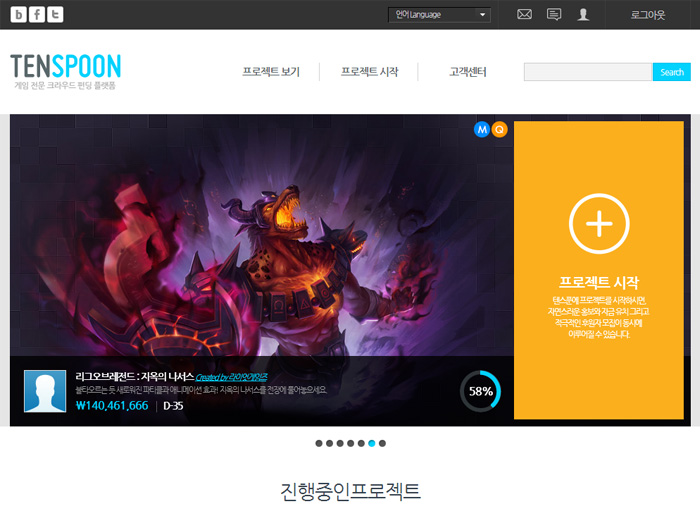 b f t
언어 Language
로그아웃
TENSPOON
게임 전문 크라우드 펀딩 플랫폼
프로젝트 보기
프로젝트 시작
고객센터
Search
M Q
프로젝트 시작
텐스푼에 프로젝트를 시작하시면,
자연스러운 홍보와 자금 유치 그리고
적극적인 후원자 모집이 동시에
이루어질 수 있습니다.
리그오브레전드 : 지옥의 나서스 Created by 라이엇게임즈
불타오르는 듯 새로워진 파티클과 애니메이션 효과! 지옥의 나서스를 전장에 풀어놓으세요.
₩140,461,666 | D-35
58%
진행중인프로젝트